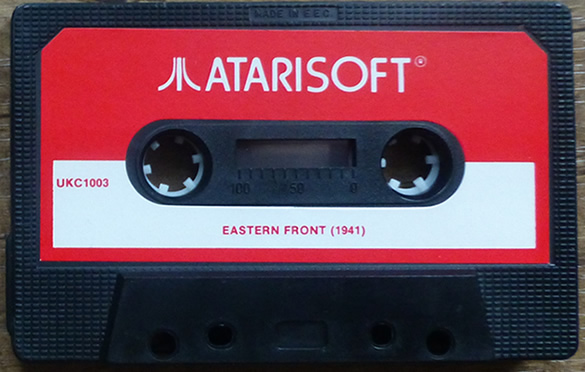 MADE IN E.E.C.
ATARISOFT®
UKC1003
100 50 0
EASTERN FRONT (1941)